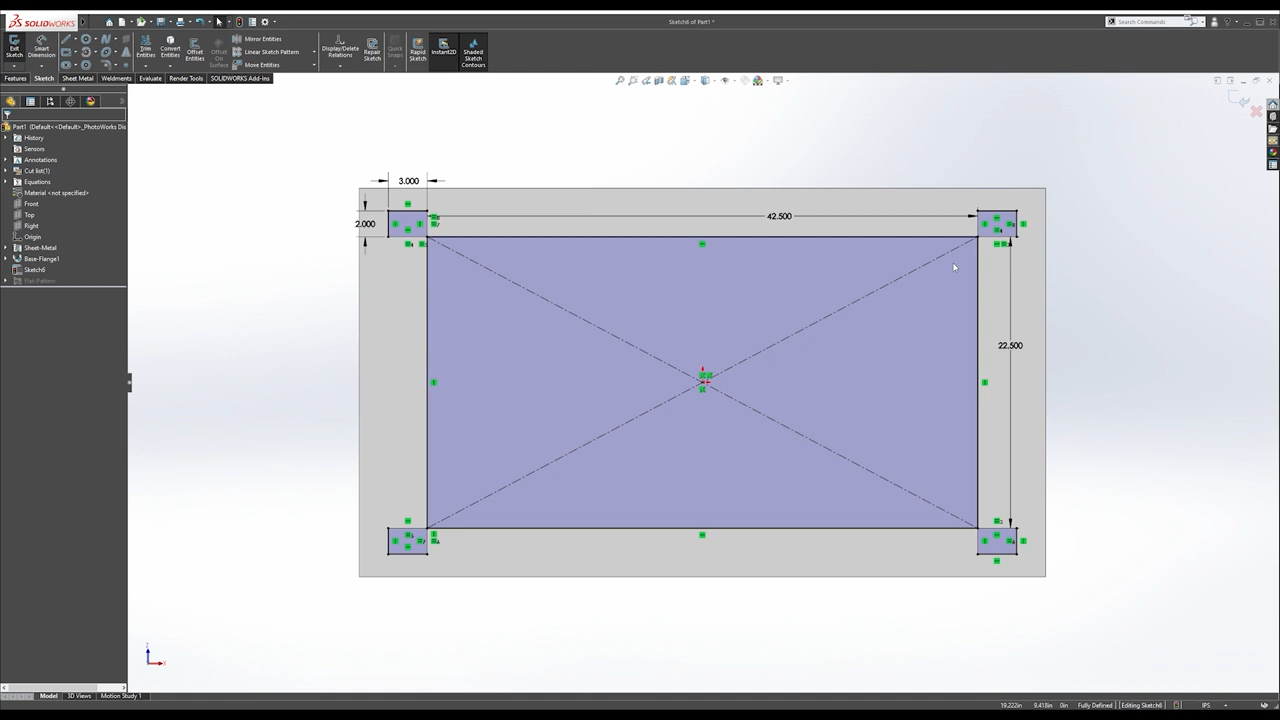 SOLIDWORKS
Sketch6 of Part1 *
Search Commands
Exit Sketch
Smart Dimension
Trim Entities
Convert Entities
Offset Entities
Offset On Surface
Mirror Entities
Linear Sketch Pattern
Move Entities
Display/Delete Relations
Repair Sketch
Quick Snaps
Rapid Sketch
Instant2D
Shaded Sketch Contours
Features
Sketch
Sheet Metal
Weldments
Evaluate
Render Tools
SOLIDWORKS Add-Ins
Part1 (Default<<Default>_PhotoWorks Dis
History
Sensors
Annotations
Cut list(1)
Equations
Material <not specified>
Front
Top
Right
Origin
Sheet-Metal
Base-Flange1
Sketch6
Flat-Pattern
3.000
2.000
42.500
22.500
Model
3D Views
Motion Study 1
19.222in
9.418in
0in
Fully Defined
Editing Sketch6
IPS